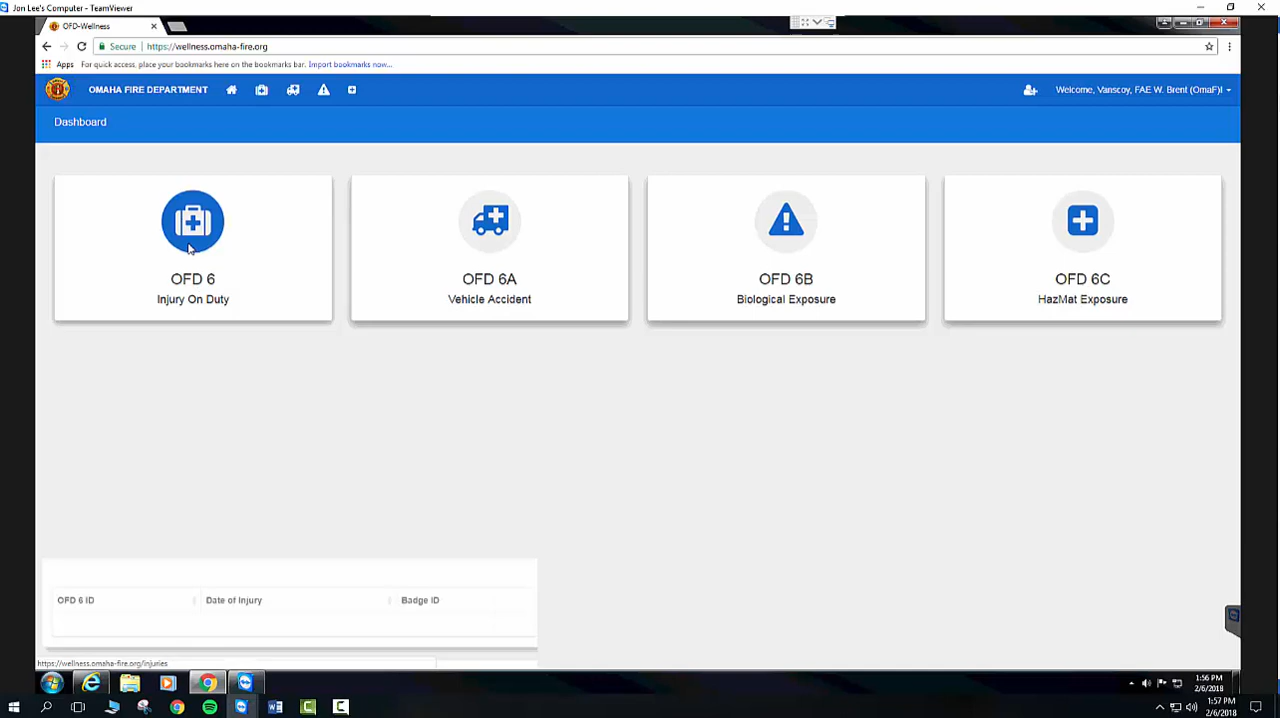 Jon Lee's Computer - TeamViewer
OFD-Wellness
Secure | https://wellness.omaha-fire.org
Apps For quick access, place your bookmarks here on the bookmarks bar. Import bookmarks now...
OMAHA FIRE DEPARTMENT
Welcome, Vanscoy, FAE W. Brent (OmaF)!
Dashboard
OFD 6
Injury On Duty
OFD 6A
Vehicle Accident
OFD 6B
Biological Exposure
OFD 6C
HazMat Exposure
OFD 6 ID Date of Injury Badge ID
https://wellness.omaha-fire.org/injuries
1:56 PM
2/6/2018
1:57 PM
2/6/2018